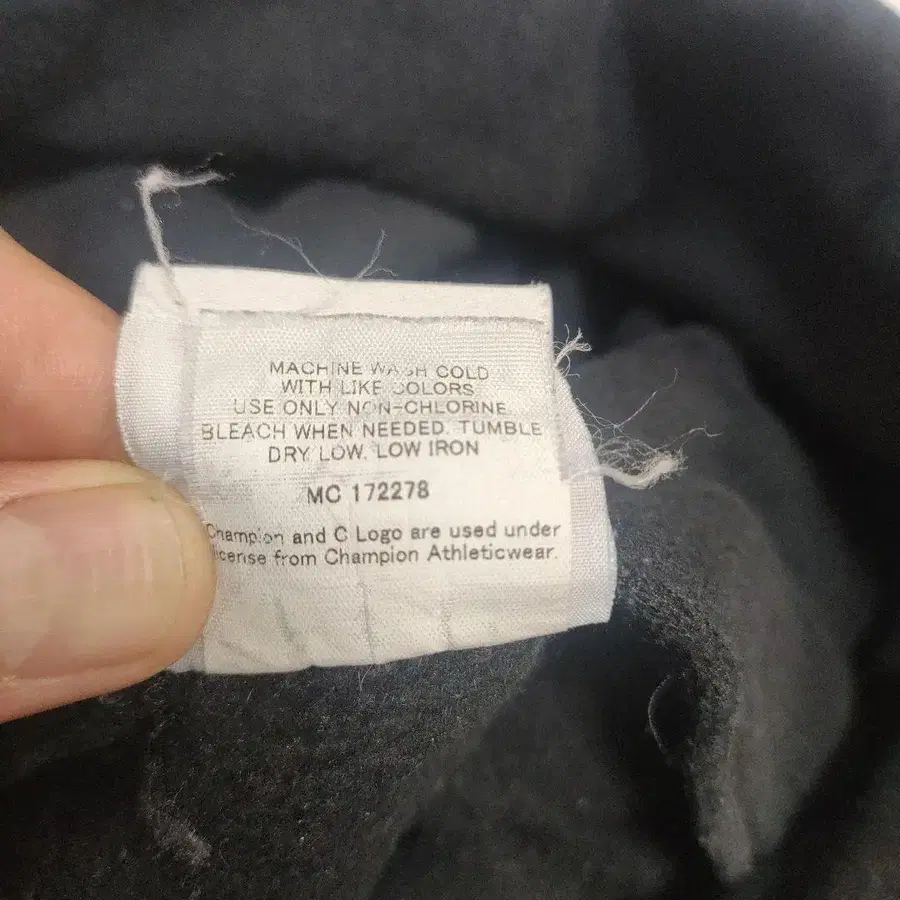 MACHINE WASH COLD
WITH LIKE COLORS
USE ONLY NON-CHLORINE
BLEACH WHEN NEEDED. TUMBLE
DRY LOW. LOW IRON
MC 172278
Champion and C Logo are used under
license from Champion Athleticwear.